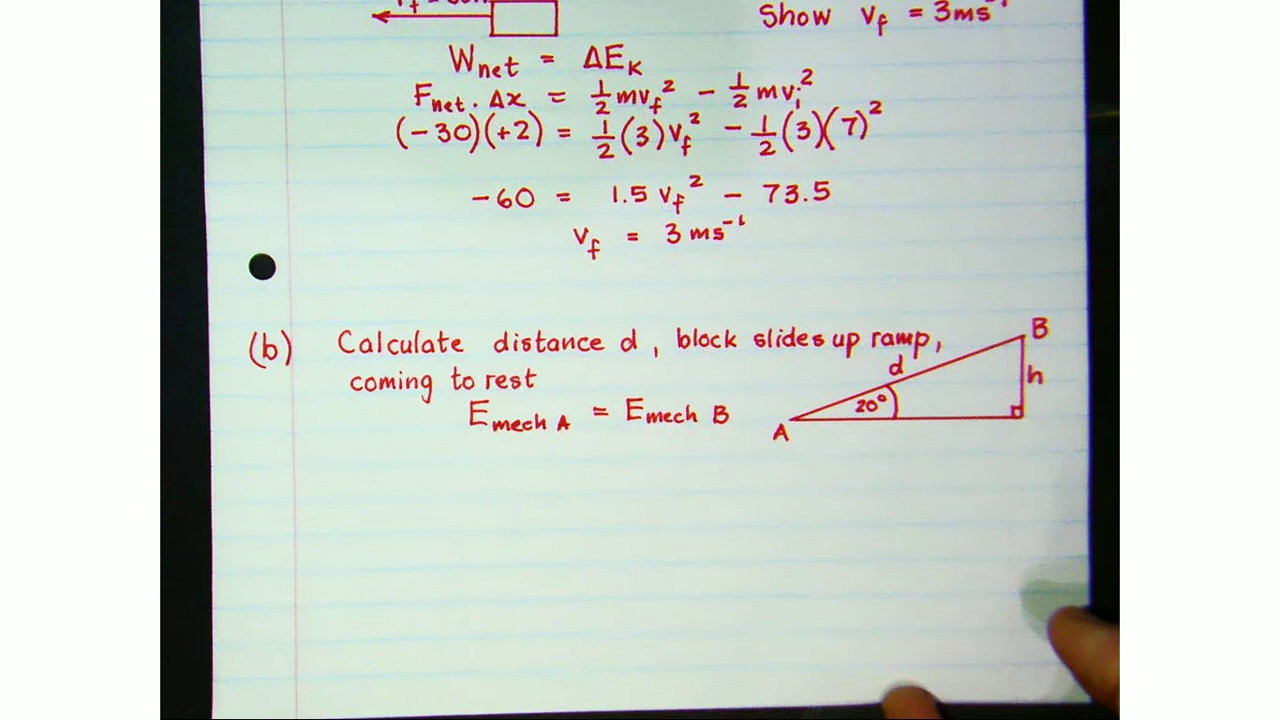 Show v_f = 3ms⁻¹
W_net = ΔE_K
F_net . Δx = ½mv_f² - ½mv_i²
(-30)(+2) = ½(3)v_f² - ½(3)(7)²
-60 = 1.5 v_f² - 73.5
v_f = 3 ms⁻¹
(b) Calculate distance d, block slides up ramp,
coming to rest
E_mech A = E_mech B
B
d
h
20°
A